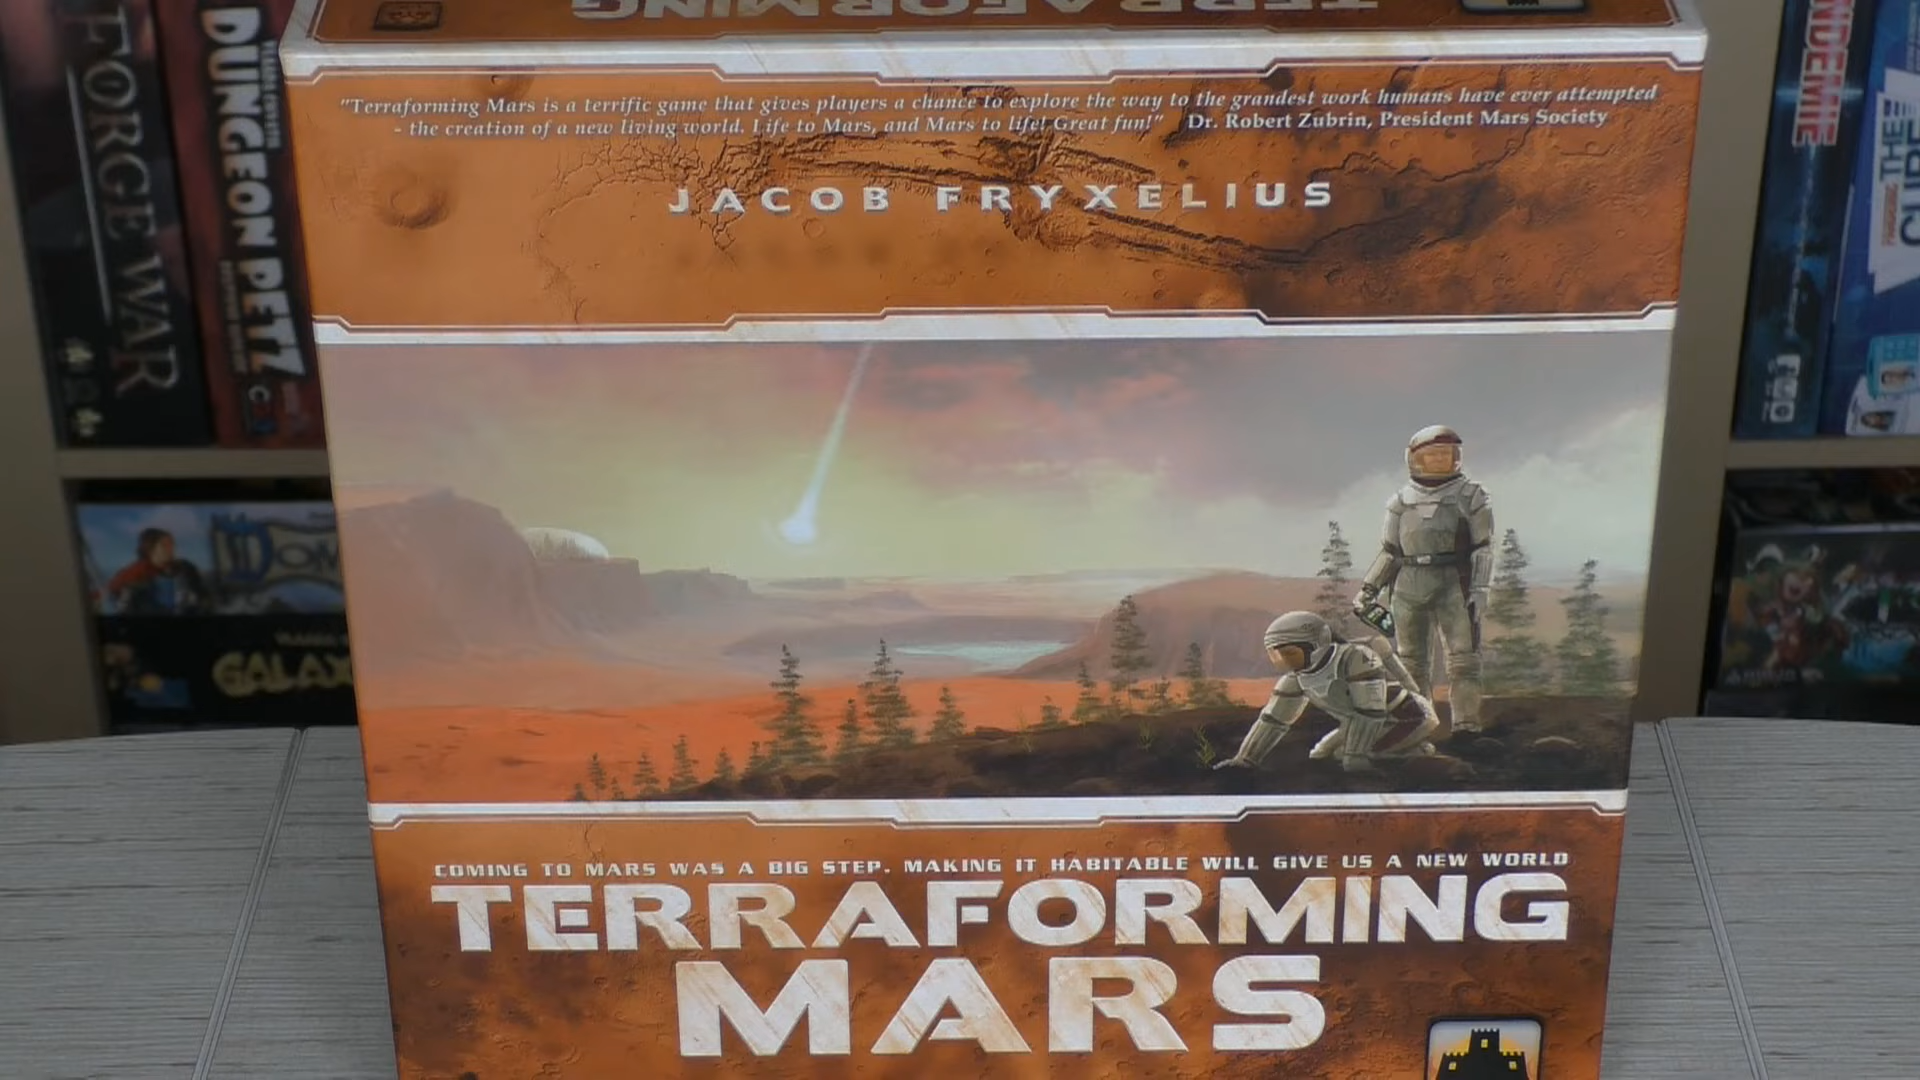 TERRAFORMING
"Terraforming Mars is a terrific game that gives players a chance to explore the way to the grandest work humans have ever attempted
- the creation of a new living world. Life to Mars, and Mars to life! Great fun!" Dr. Robert Zubrin, President Mars Society
JACOB FRYXELIUS
COMING TO MARS WAS A BIG STEP. MAKING IT HABITABLE WILL GIVE US A NEW WORLD
TERRAFORMING
MARS
FORGE WAR
DUNGEON PETZ
THE